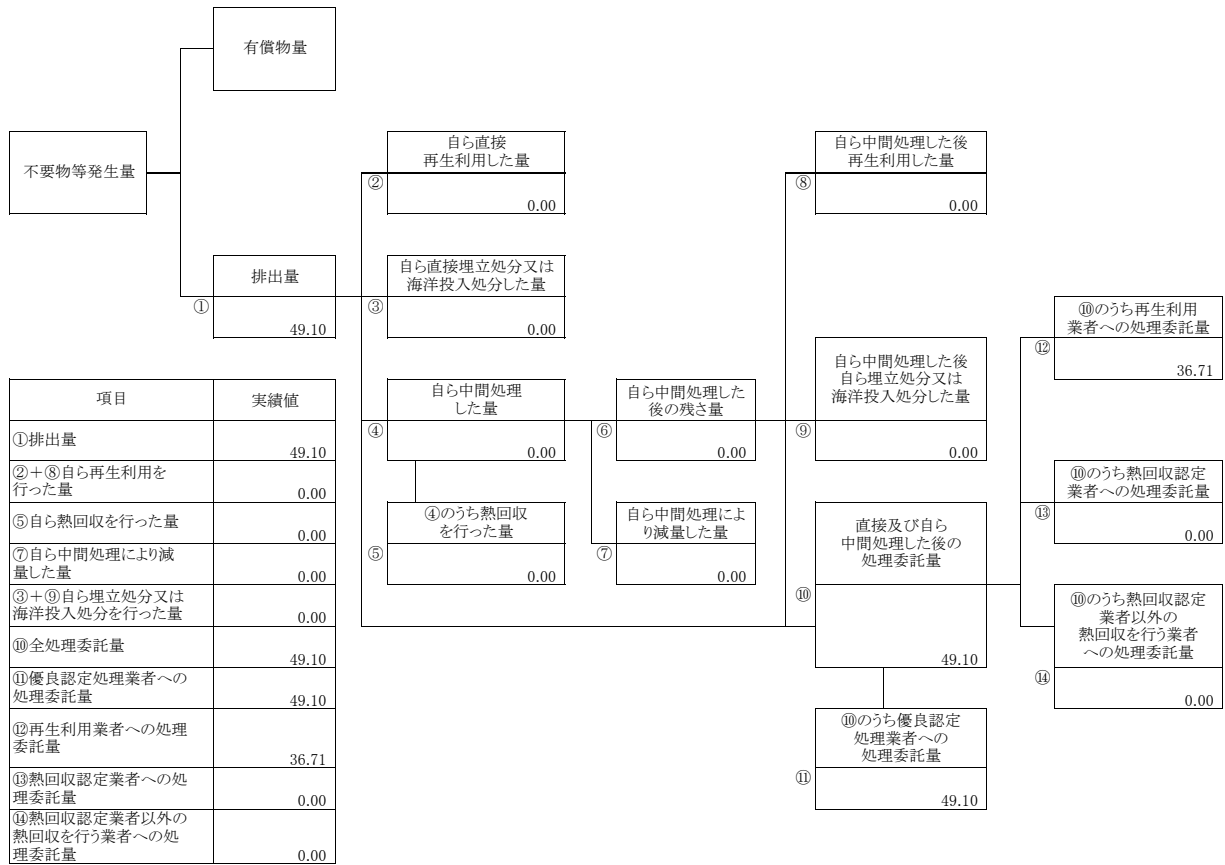 有償物量
不要物等発生量
自ら直接
再生利用した量
②
0.00
自ら中間処理した後
再生利用した量
⑧
0.00
排出量
①
49.10
自ら直接埋立処分又は
海洋投入処分した量
③
0.00
⑩のうち再生利用
業者への処理委託量
⑫
36.71
自ら中間処理
した量
④
0.00
自ら中間処理した
後の残さ量
⑥
0.00
自ら中間処理した後
自ら埋立処分又は
海洋投入処分した量
⑨
0.00
⑩のうち熱回収認定
業者への処理委託量
⑬
0.00
④のうち熱回収
を行った量
⑤
0.00
自ら中間処理によ
り減量した量
⑦
0.00
直接及び自ら
中間処理した後の
処理委託量
⑩
49.10
⑩のうち熱回収認定
業者以外の
熱回収を行う業者
への処理委託量
⑭
0.00
⑩のうち優良認定
処理業者への
処理委託量
⑪
49.10
項目
実績値
①排出量
49.10
②+⑧自ら再生利用を
行った量
0.00
⑤自ら熱回収を行った量
0.00
⑦自ら中間処理により減
量した量
0.00
③+⑨自ら埋立処分又は
海洋投入処分を行った量
0.00
⑩全処理委託量
49.10
⑪優良認定処理業者への
処理委託量
49.10
⑫再生利用業者への処理
委託量
36.71
⑬熱回収認定業者への処
理委託量
0.00
⑭熱回収認定業者以外の
熱回収を行う業者への処
理委託量
0.00